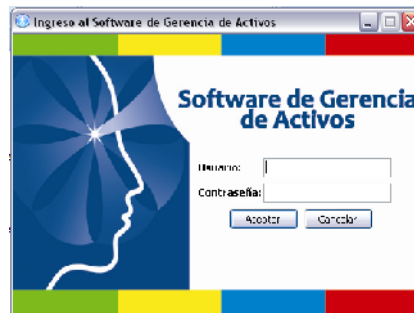 Ingreso al Software de Gerencia de Activos
Software de Gerencia
de Activos
Usuario:
Contraseña:
Aceptar Cancelar